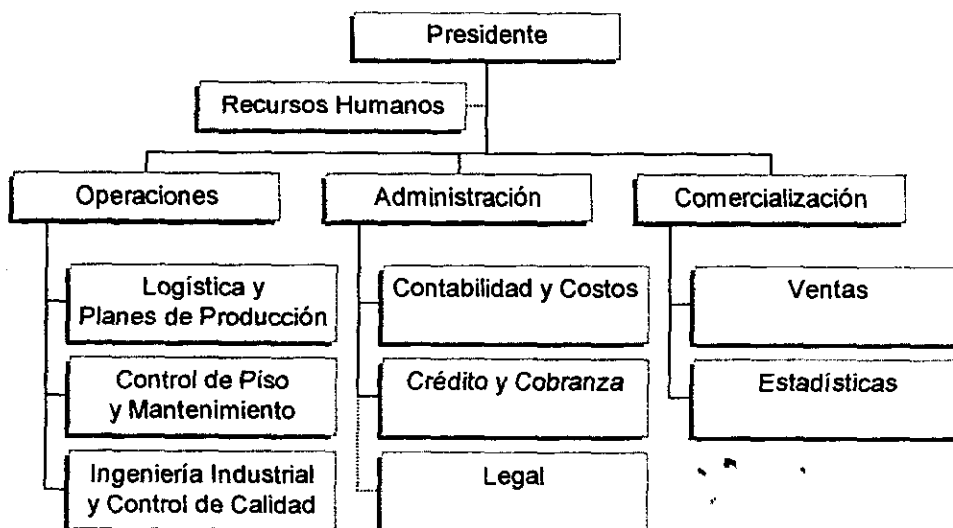 Presidente
Recursos Humanos
Operaciones
Administración
Comercialización
Logística y
Planes de Producción
Contabilidad y Costos
Ventas
Control de Piso
y Mantenimiento
Crédito y Cobranza
Estadísticas
Ingeniería Industrial
y Control de Calidad
Legal